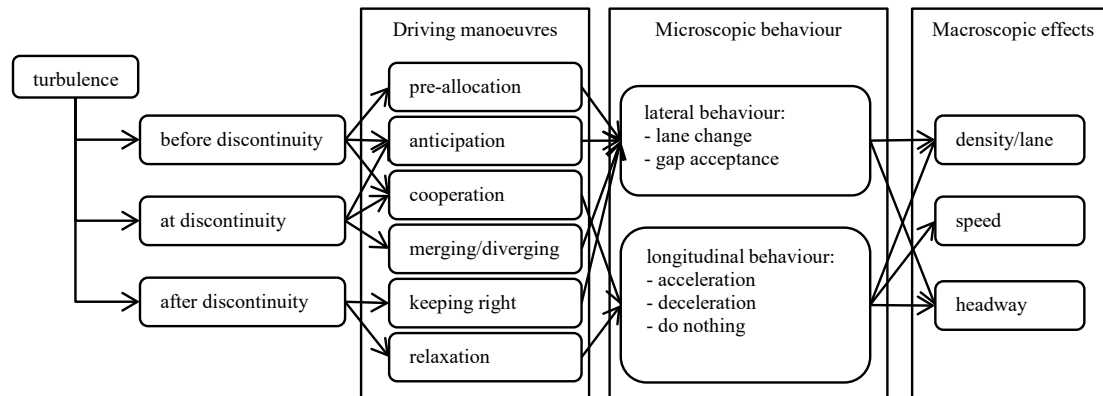 Driving manoeuvres
Microscopic behaviour
Macroscopic effects
turbulence
before discontinuity
at discontinuity
after discontinuity
pre-allocation
anticipation
cooperation
merging/diverging
keeping right
relaxation
lateral behaviour:
- lane change
- gap acceptance
longitudinal behaviour:
- acceleration
- deceleration
- do nothing
density/lane
speed
headway